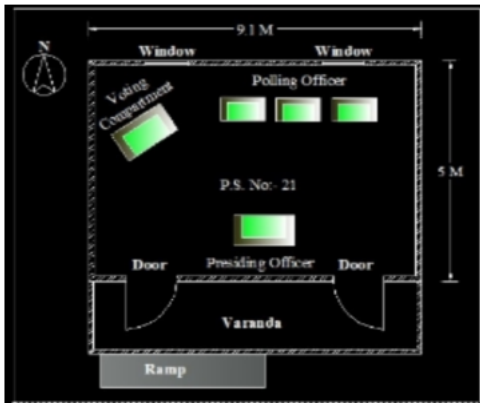 9.1 M
N
Window
Window
Voting
Compartment
Polling Officer
P.S. No:- 21
5 M
Door
Presiding Officer
Door
Varanda
Ramp